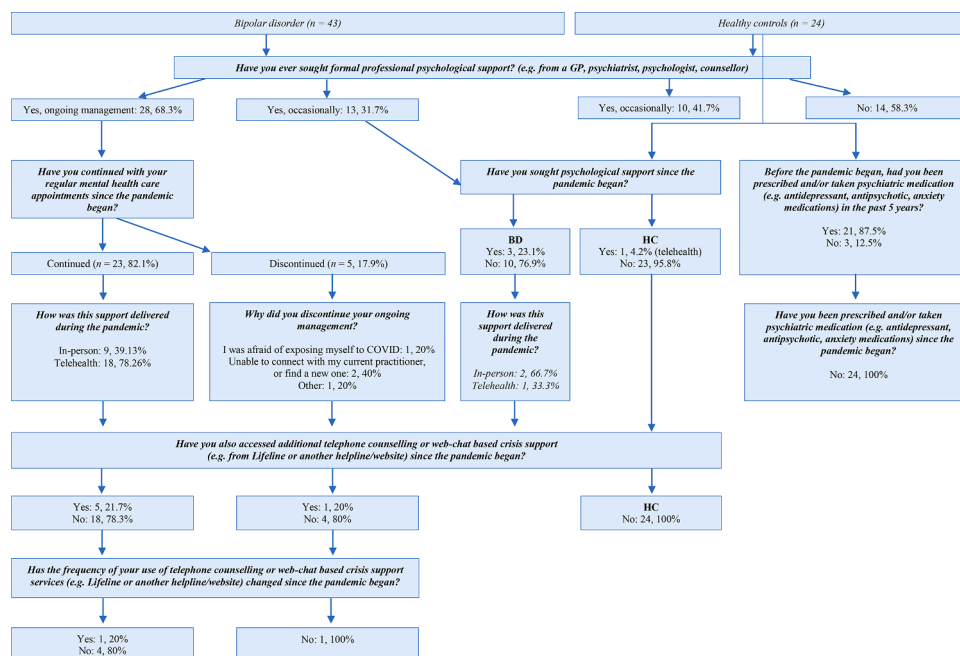 Bipolar disorder (n = 43)
Healthy controls (n = 24)
Have you ever sought formal professional psychological support? (e.g. from a GP, psychiatrist, psychologist, counsellor)
Yes, ongoing management: 28, 68.3%
Yes, occasionally: 13, 31.7%
Yes, occasionally: 10, 41.7%
No: 14, 58.3%
Have you continued with your
regular mental health care
appointments since the pandemic
began?
Have you sought psychological support since the
pandemic began?
Before the pandemic began, had you been
prescribed and/or taken psychiatric medication
(e.g. antidepressant, antipsychotic, anxiety
medications) in the past 5 years?
Yes: 21, 87.5%
No: 3, 12.5%
BD
Yes: 3, 23.1%
No: 10, 76.9%
HC
Yes: 1, 4.2% (telehealth)
No: 23, 95.8%
Continued (n = 23, 82.1%)
Discontinued (n = 5, 17.9%)
How was this support delivered
during the pandemic?
In-person: 9, 39.13%
Telehealth: 18, 78.26%
Why did you discontinue your ongoing
management?
I was afraid of exposing myself to COVID: 1, 20%
Unable to connect with my current practitioner,
or find a new one: 2, 40%
Other: 1, 20%
How was this
support delivered
during the
pandemic?
In-person: 2, 66.7%
Telehealth: 1, 33.3%
Have you been prescribed and/or taken
psychiatric medication (e.g. antidepressant,
antipsychotic, anxiety medications) since
the pandemic began?
No: 24, 100%
Have you also accessed additional telephone counselling or web-chat based crisis support
(e.g. from Lifeline or another helpline/website) since the pandemic began?
Yes: 5, 21.7%
No: 18, 78.3%
Yes: 1, 20%
No: 4, 80%
HC
No: 24, 100%
Has the frequency of your use of telephone counselling or web-chat based crisis support
services (e.g. Lifeline or another helpline/website) changed since the pandemic began?
Yes: 1, 20%
No: 4, 80%
No: 1, 100%